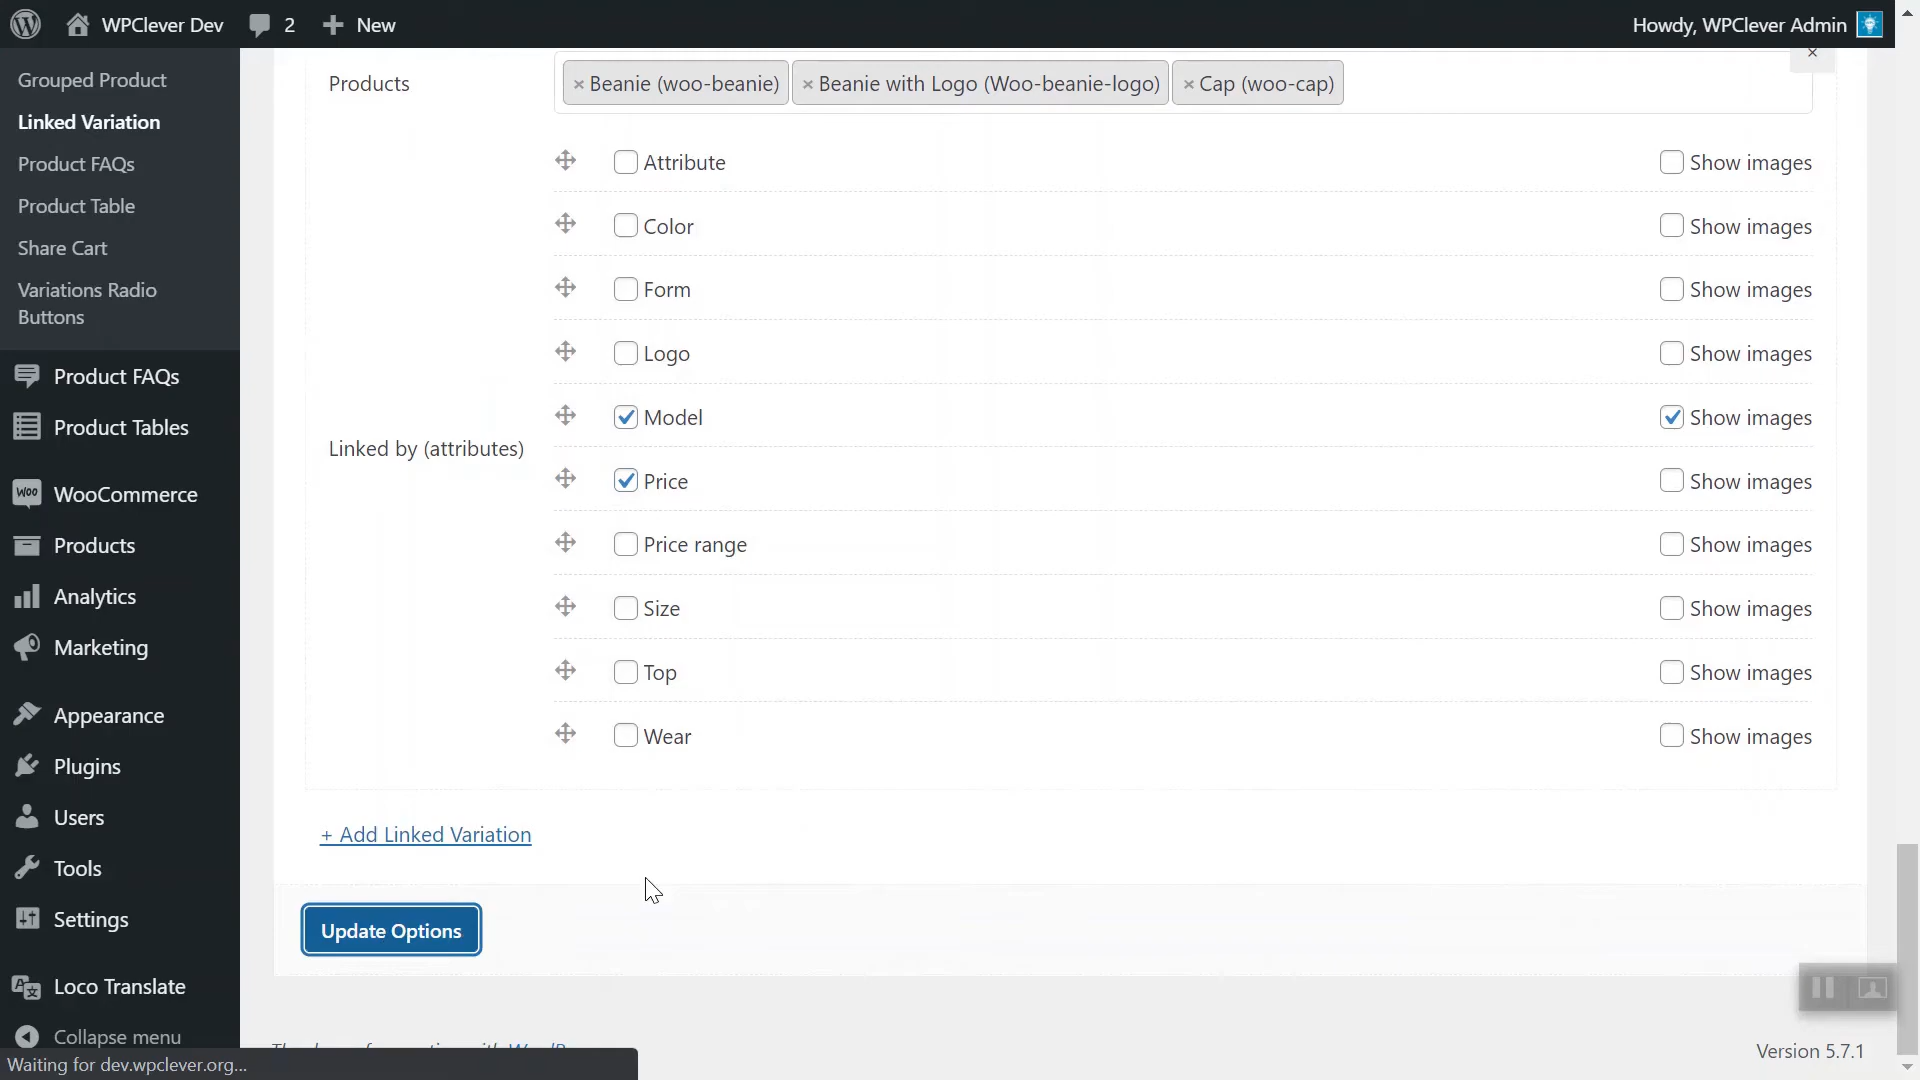 WPClever Dev
2
New
Howdy, WPClever Admin
Grouped Product
Linked Variation
Product FAQs
Product Table
Share Cart
Variations Radio
Buttons
Product FAQs
Product Tables
WooCommerce
Products
Analytics
Marketing
Appearance
Plugins
Users
Tools
Settings
Loco Translate
Collapse menu
Products
× Beanie (woo-beanie) × Beanie with Logo (Woo-beanie-logo) × Cap (woo-cap)
×
Linked by (attributes)
Attribute Show images
Color Show images
Form Show images
Logo Show images
Model Show images
Price Show images
Price range Show images
Size Show images
Top Show images
Wear Show images
+ Add Linked Variation
Update Options
Version 5.7.1
Waiting for dev.wpclever.org...